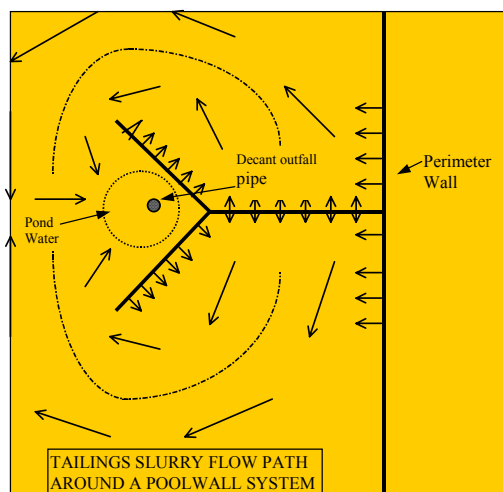 Decant outfall
pipe
Perimeter
Wall
Pond
Water
TAILINGS SLURRY FLOW PATH
AROUND A POOLWALL SYSTEM